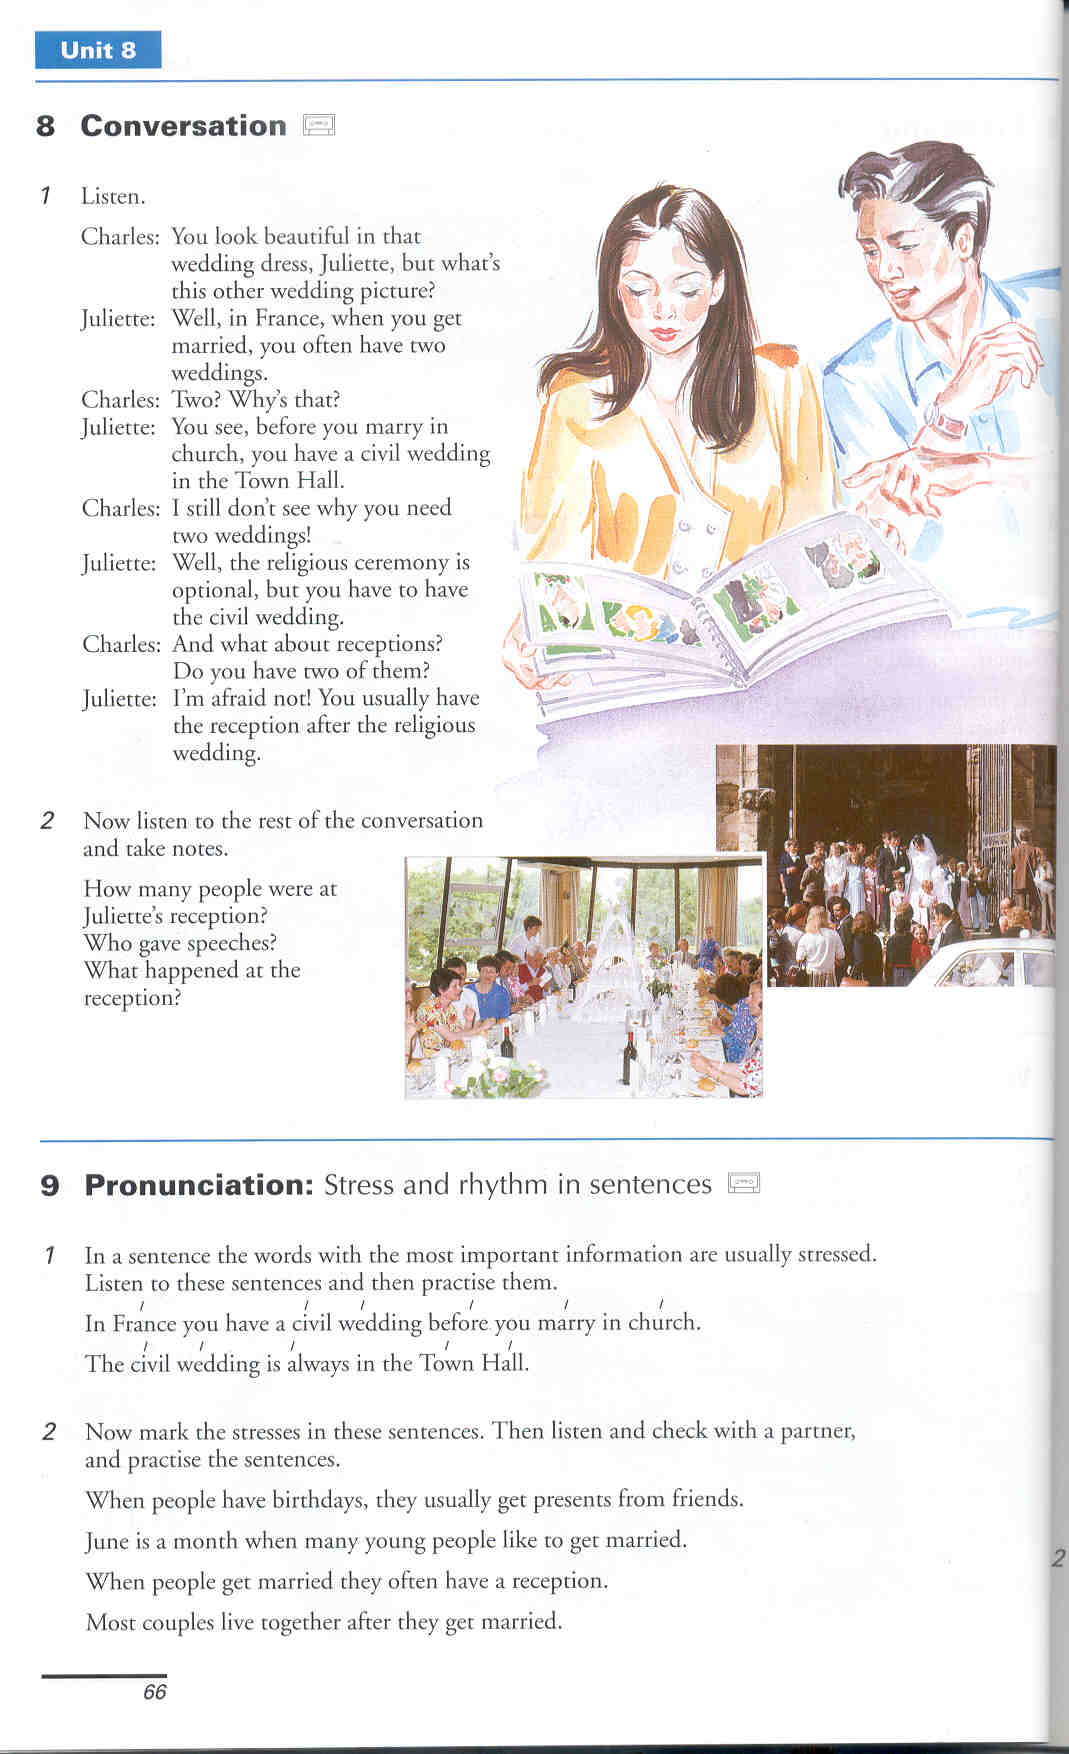 Unit 8
8 Conversation
1 Listen.
Charles: You look beautiful in that
wedding dress, Juliette, but what's
this other wedding picture?
Juliette: Well, in France, when you get
married, you often have two
weddings.
Charles: Two? Why's that?
Juliette: You see, before you marry in
church, you have a civil wedding
in the Town Hall.
Charles: I still don't see why you need
two weddings!
Juliette: Well, the religious ceremony is
optional, but you have to have
the civil wedding.
Charles: And what about receptions?
Do you have two of them?
Juliette: I'm afraid not! You usually have
the reception after the religious
wedding.
2 Now listen to the rest of the conversation
and take notes.
How many people were at
Juliette's reception?
Who gave speeches?
What happened at the
reception?
9 Pronunciation: Stress and rhythm in sentences
1 In a sentence the words with the most important information are usually stressed.
Listen to these sentences and then practise them.
In France you have a civil wedding before you marry in church.
The civil wedding is always in the Town Hall.
2 Now mark the stresses in these sentences. Then listen and check with a partner,
and practise the sentences.
When people have birthdays, they usually get presents from friends.
June is a month when many young people like to get married.
When people get married they often have a reception.
Most couples live together after they get married.
2
66